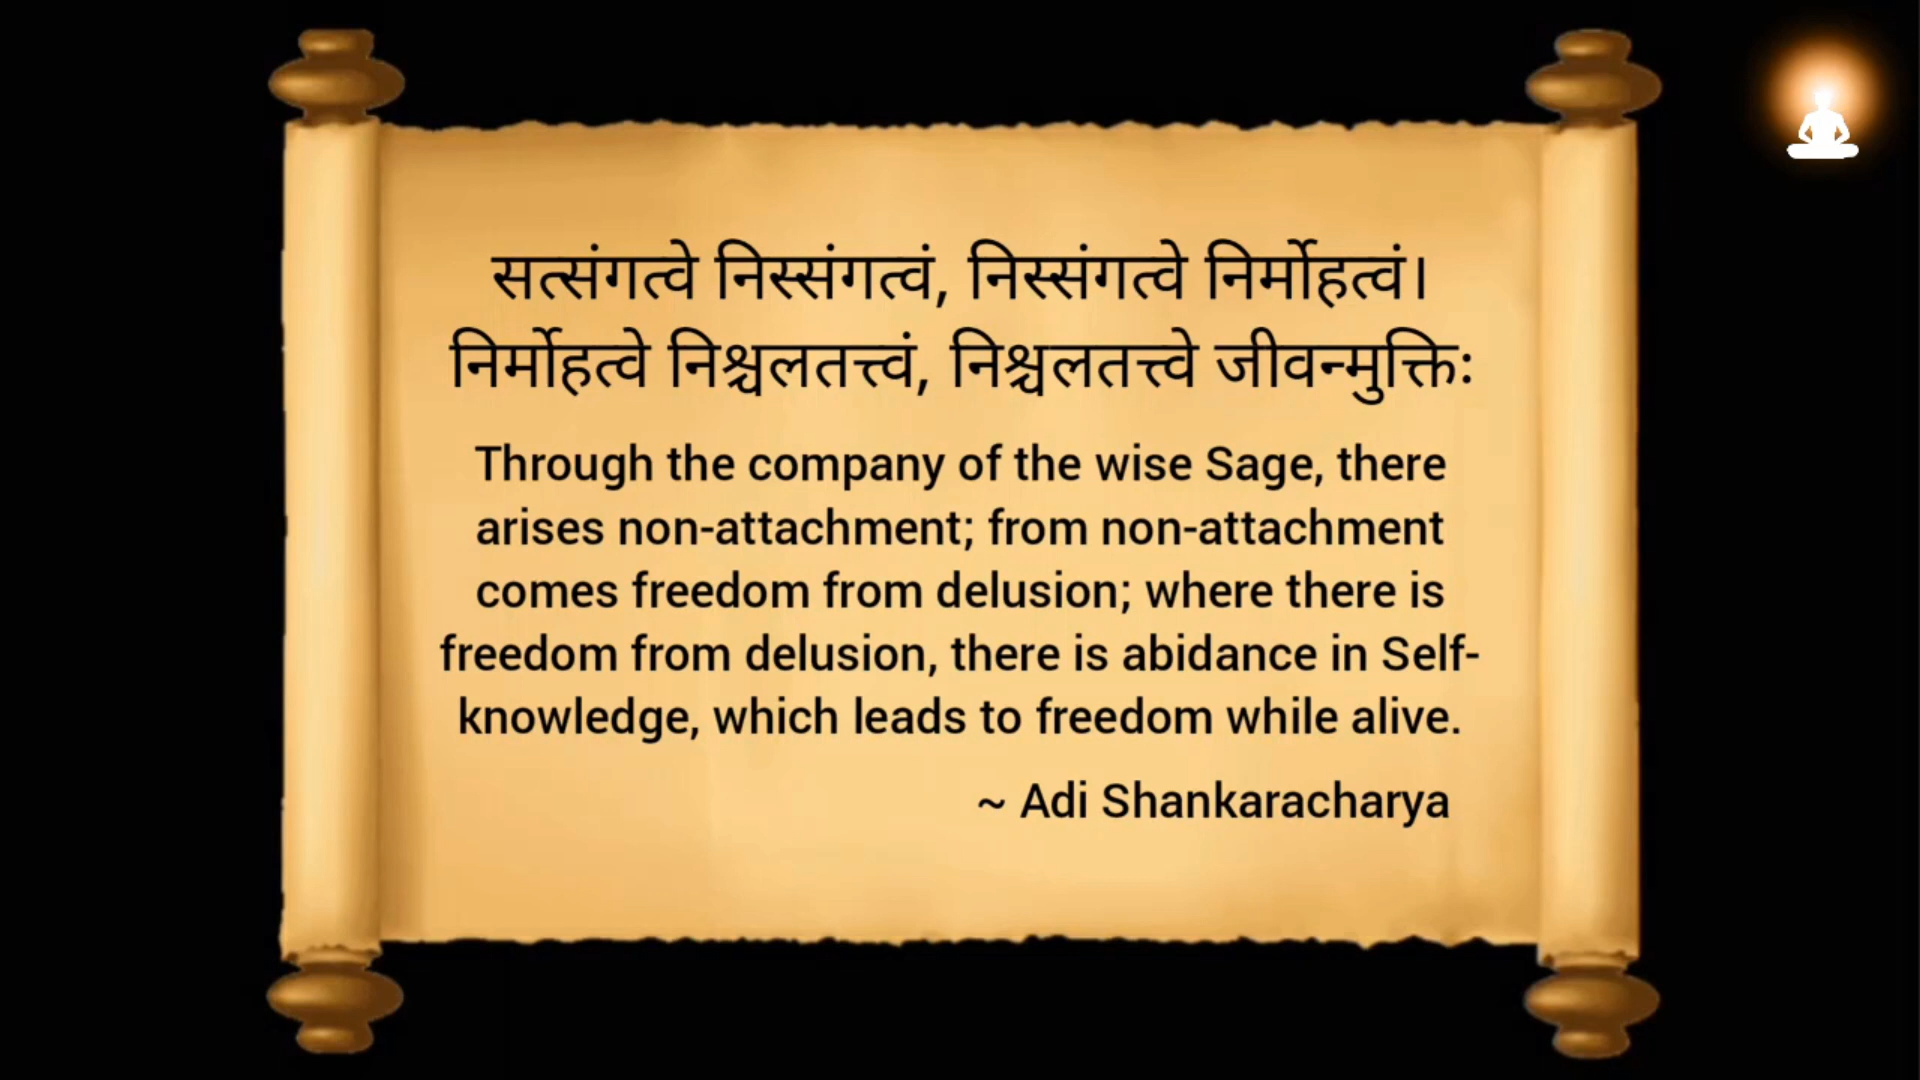 सत्संगत्वे निस्संगत्वं, निस्संगत्वे निर्मोहत्वं।
निर्मोहत्वे निश्चलतत्त्वं, निश्चलतत्त्वे जीवन्मुक्तिः
Through the company of the wise Sage, there
arises non-attachment; from non-attachment
comes freedom from delusion; where there is
freedom from delusion, there is abidance in Self-
knowledge, which leads to freedom while alive.
~ Adi Shankaracharya